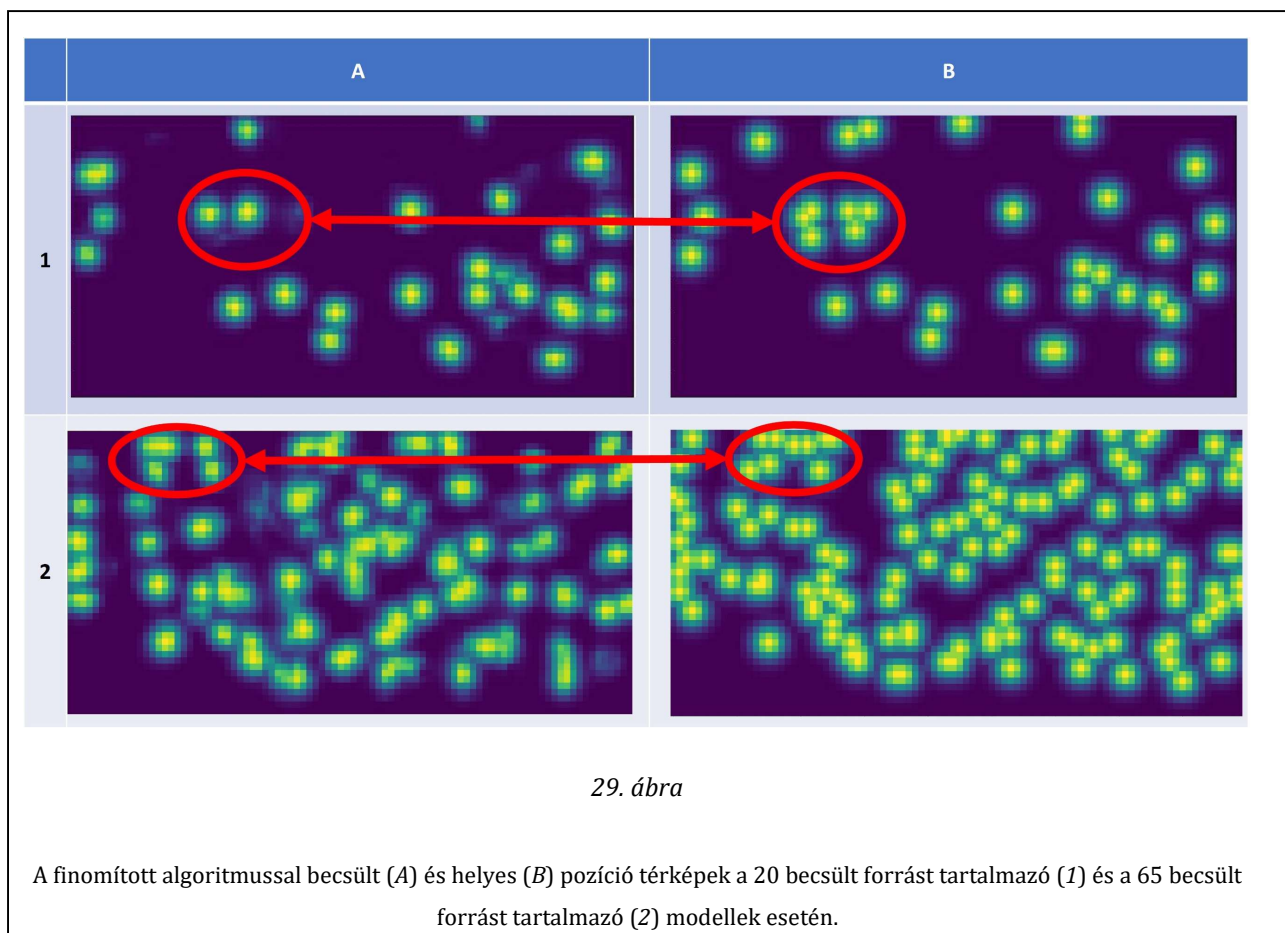 A B
1
2
29. ábra
A finomított algoritmussal becsült (A) és helyes (B) pozíció térképek a 20 becsült forrást tartalmazó (1) és a 65 becsült
forrást tartalmazó (2) modellek esetén.